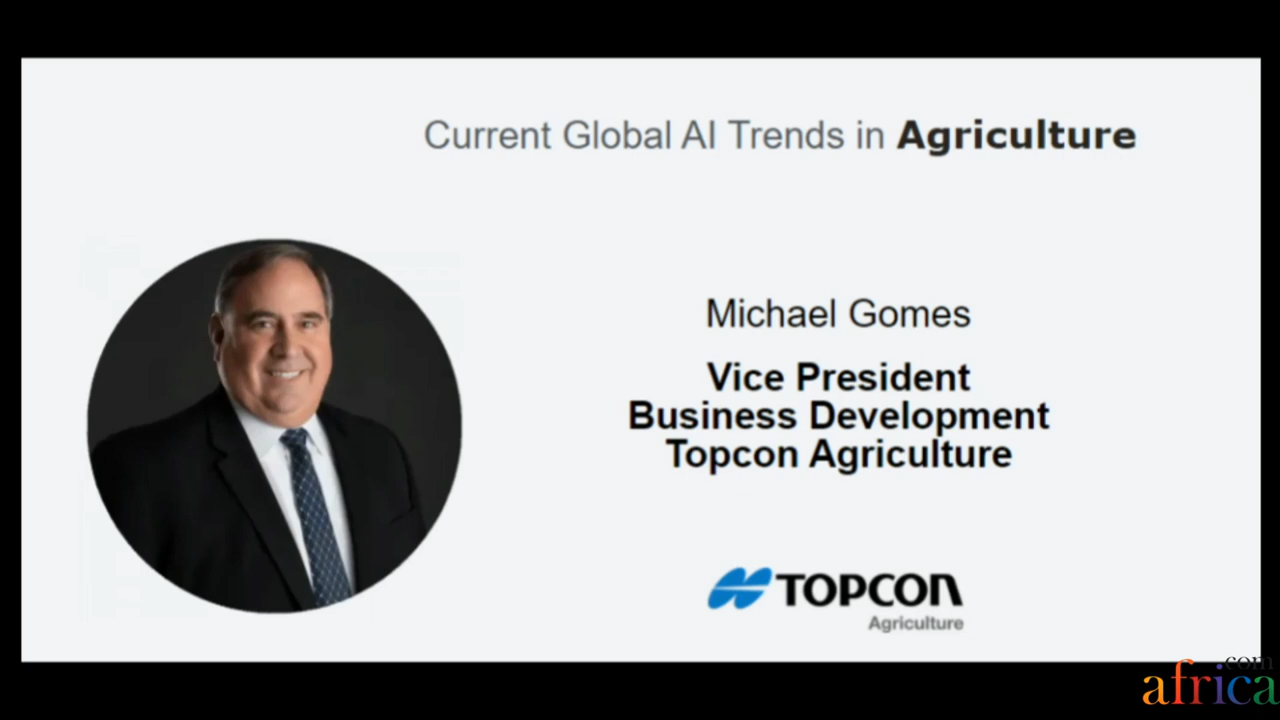 Current Global AI Trends in Agriculture
Michael Gomes
Vice President
Business Development
Topcon Agriculture
TOPCON
Agriculture
.com
africa